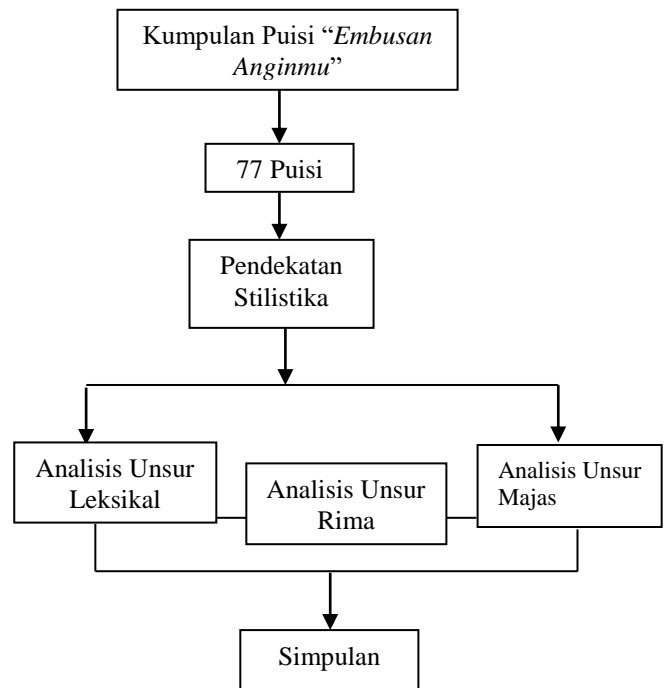 Kumpulan Puisi “Embusan
Anginmu”
77 Puisi
Pendekatan
Stilistika
Analisis Unsur
Leksikal
Analisis Unsur
Rima
Analisis Unsur
Majas
Simpulan